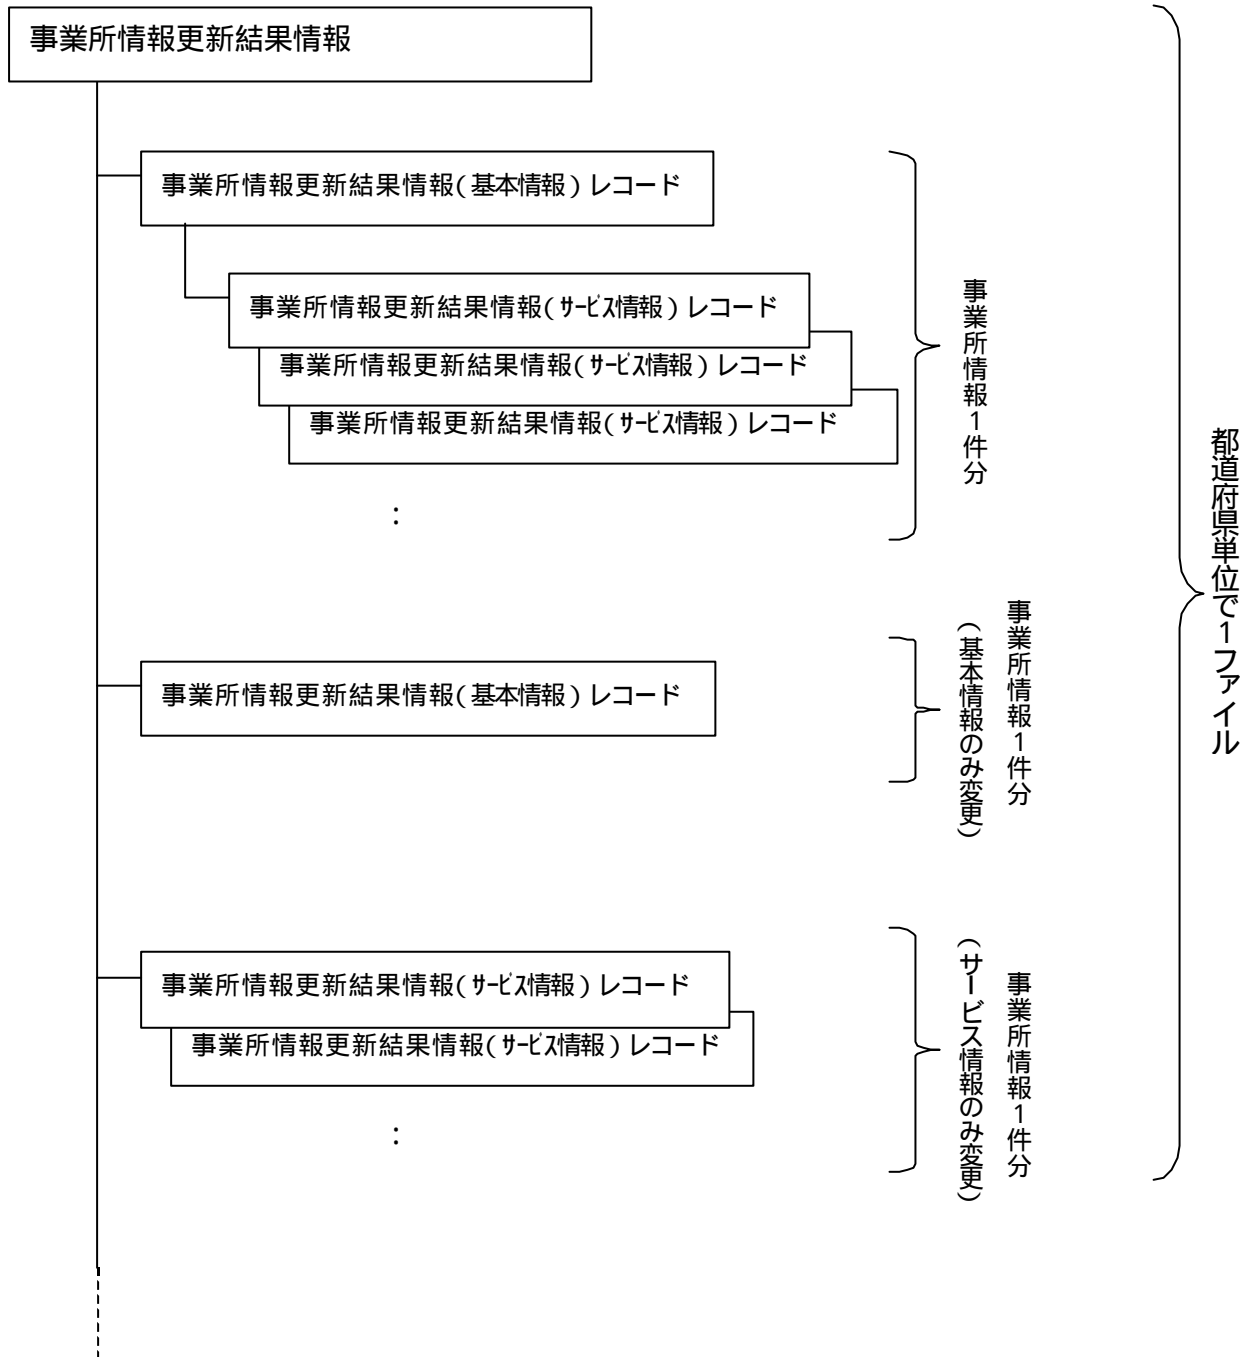 事業所情報更新結果情報
事業所情報更新結果情報(基本情報)レコード
事業所情報更新結果情報(ｻｰﾋﾞｽ情報)レコード
事業所情報更新結果情報(ｻｰﾋﾞｽ情報)レコード
事業所情報更新結果情報(ｻｰﾋﾞｽ情報)レコード
:
事業所情報1件分
事業所情報更新結果情報(基本情報)レコード
事業所情報1件分
(基本情報のみ変更)
事業所情報更新結果情報(ｻｰﾋﾞｽ情報)レコード
事業所情報更新結果情報(ｻｰﾋﾞｽ情報)レコード
:
事業所情報1件分
(サービス情報のみ変更)
都道府県単位で1ファイル